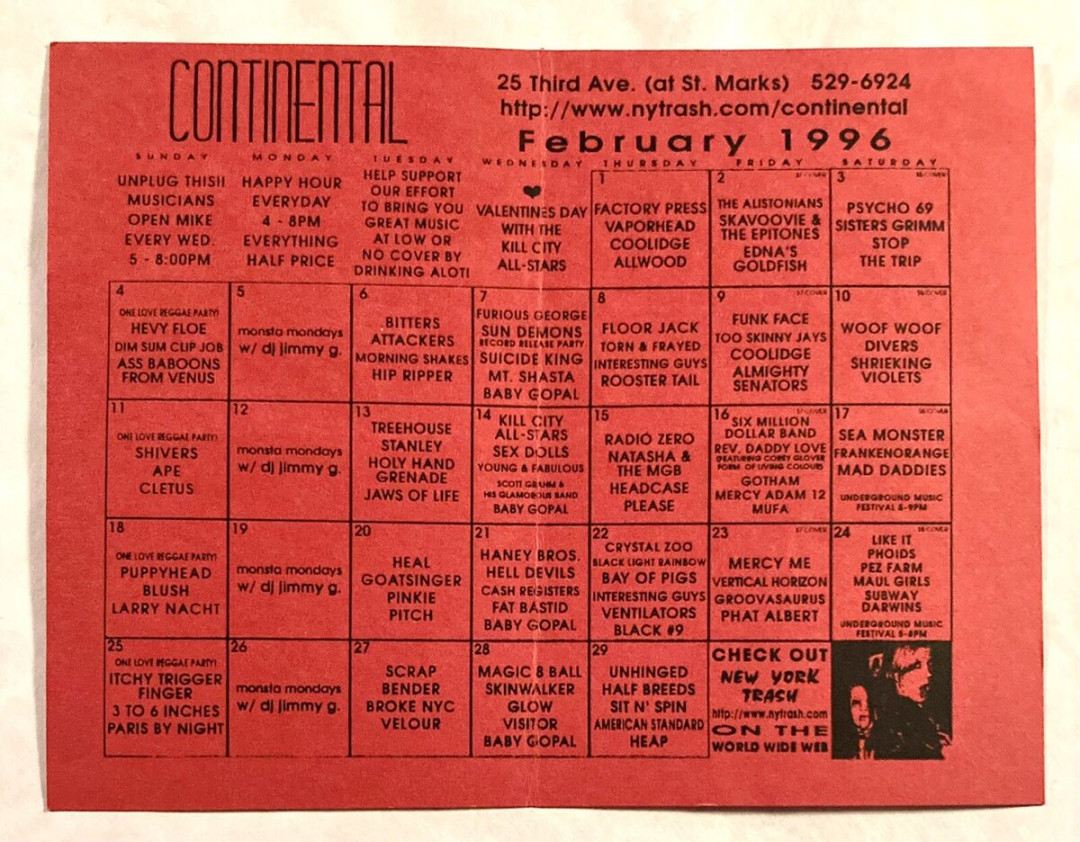 CONTINENTAL
25 Third Ave. (at St. Marks) 529-6924
http://www.nytrash.com/continental
February 1996
SUNDAY MONDAY TUESDAY WEDNESDAY THURSDAY FRIDAY SATURDAY
UNPLUG THIS!!
MUSICIANS
OPEN MIKE
EVERY WED.
5 - 8:00PM
HAPPY HOUR
EVERYDAY
4 - 8PM
EVERYTHING
HALF PRICE
HELP SUPPORT
OUR EFFORT
TO BRING YOU
GREAT MUSIC
AT LOW OR
NO COVER BY
DRINKING ALOT!
VALENTINES DAY
WITH THE
KILL CITY
ALL-STARS
1
FACTORY PRESS
VAPORHEAD
COOLIDGE
ALLWOOD
2
THE ALISTONIANS
SKAVOOVIE &
THE EPITONES
EDNA'S
GOLDFISH
3
PSYCHO 69
SISTERS GRIMM
STOP
THE TRIP
4
ONE LOVE REGGAE PARTY!
HEVY FLOE
DIM SUM CLIP JOB
ASS BABOONS
FROM VENUS
5
monsta mondays
w/ dj jimmy g.
6
BITTERS
ATTACKERS
MORNING SHAKES
HIP RIPPER
7
FURIOUS GEORGE
SUN DEMONS
RECORD RELEASE PARTY
SUICIDE KING
MT. SHASTA
BABY GOPAL
8
FLOOR JACK
TORN & FRAYED
INTERESTING GUYS
ROOSTER TAIL
9
FUNK FACE
TOO SKINNY JAYS
COOLIDGE
ALMIGHTY
SENATORS
10
WOOF WOOF
DIVERS
SHRIEKING
VIOLETS
11
ONE LOVE REGGAE PARTY!
SHIVERS
APE
CLETUS
12
monsta mondays
w/ dj jimmy g.
13
TREEHOUSE
STANLEY
HOLY HAND
GRENADE
JAWS OF LIFE
14
KILL CITY
ALL-STARS
SEX DOLLS
YOUNG & FABULOUS
SCOTT
HIS GLAMOROUS BAND
BABY GOPAL
15
RADIO ZERO
NATASHA &
THE MGB
HEADCASE
PLEASE
16
SIX MILLION
DOLLAR BAND
REV. DADDY LOVE
(FEATURING COREY GLOVER
FORM. OF LIVING COLOUR)
GOTHAM
MERCY ADAM 12
MUFA
17
SEA MONSTER
FRANKENORANGE
MAD DADDIES
UNDERGROUND MUSIC
FESTIVAL 5-9PM
18
ONE LOVE REGGAE PARTY!
PUPPYHEAD
BLUSH
LARRY NACHT
19
monsta mondays
w/ dj jimmy g.
20
HEAL
GOATSINGER
PINKIE
PITCH
21
HANEY BROS.
HELL DEVILS
CASH REGISTERS
FAT BASTID
BABY GOPAL
22
CRYSTAL ZOO
BLACK LIGHT RAINBOW
BAY OF PIGS
INTERESTING GUYS
VENTILATORS
BLACK #9
23
MERCY ME
VERTICAL HORIZON
GROOVASAURUS
PHAT ALBERT
24
LIKE IT
PHOIDS
PEZ FARM
MAUL GIRLS
SUBWAY
DARWINS
UNDERGROUND MUSIC
FESTIVAL
25
ONE LOVE REGGAE PARTY!
ITCHY TRIGGER
FINGER
3 TO 6 INCHES
PARIS BY NIGHT
26
monsta mondays
w/ dj jimmy g.
27
SCRAP
BENDER
BROKE NYC
VELOUR
28
MAGIC 8 BALL
SKINWALKER
GLOW
VISITOR
BABY GOPAL
29
UNHINGED
HALF BREEDS
SIT N' SPIN
AMERICAN STANDARD
HEAP
CHECK OUT
NEW YORK
TRASH
http://www.nytrash.com
ON THE
WORLD WIDE WEB